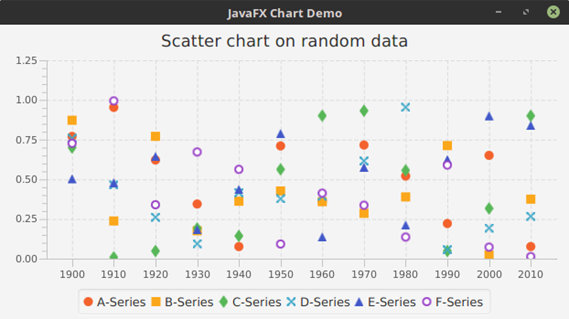 JavaFX Chart Demo
Scatter chart on random data
1.25
1.00
0.75
0.50
0.25
0.00
1900 1910 1920 1930 1940 1950 1960 1970 1980 1990 2000 2010
A-Series B-Series C-Series D-Series E-Series F-Series